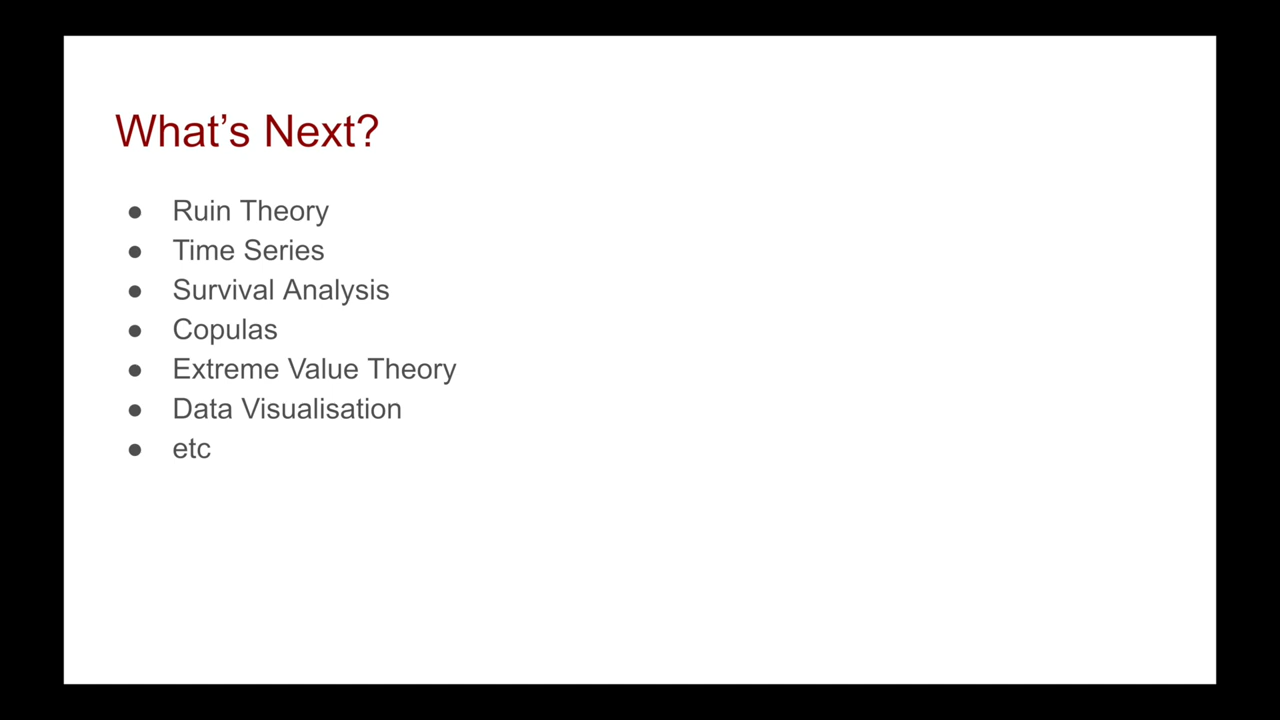 What’s Next?
● Ruin Theory
● Time Series
● Survival Analysis
● Copulas
● Extreme Value Theory
● Data Visualisation
● etc